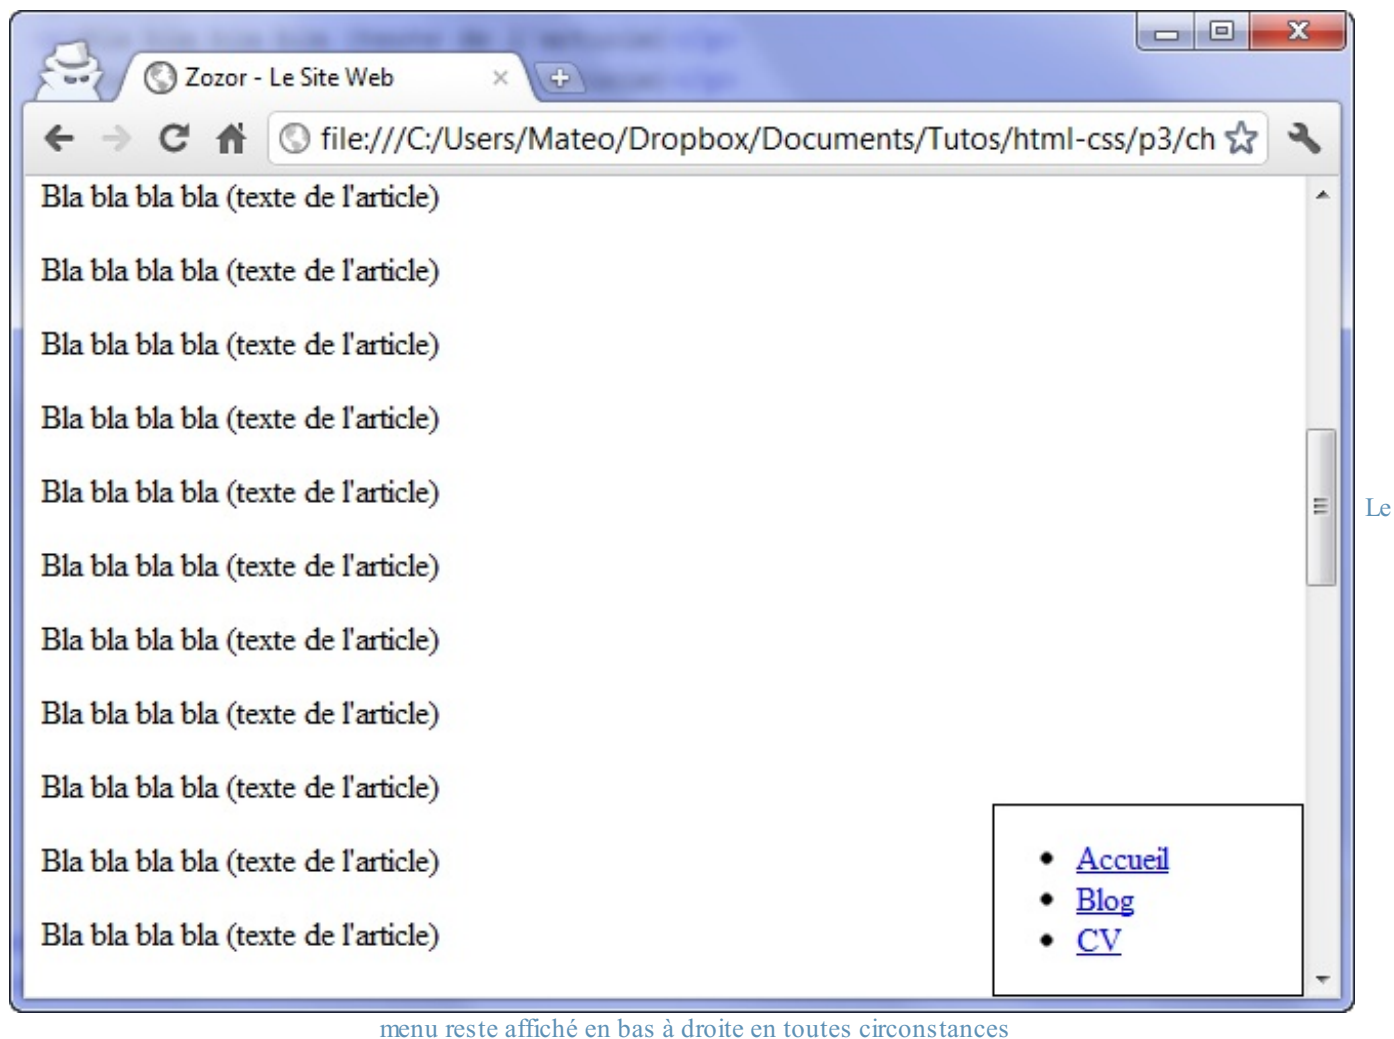 Zozor - Le Site Web
file:///C:/Users/Mateo/Dropbox/Documents/Tutos/html-css/p3/ch
Bla bla bla bla (texte de l'article)
Bla bla bla bla (texte de l'article)
Bla bla bla bla (texte de l'article)
Bla bla bla bla (texte de l'article)
Bla bla bla bla (texte de l'article)
Bla bla bla bla (texte de l'article)
Bla bla bla bla (texte de l'article)
Bla bla bla bla (texte de l'article)
Bla bla bla bla (texte de l'article)
Bla bla bla bla (texte de l'article)
Bla bla bla bla (texte de l'article)
Accueil
Blog
CV
Le
menu reste affiché en bas à droite en toutes circonstances